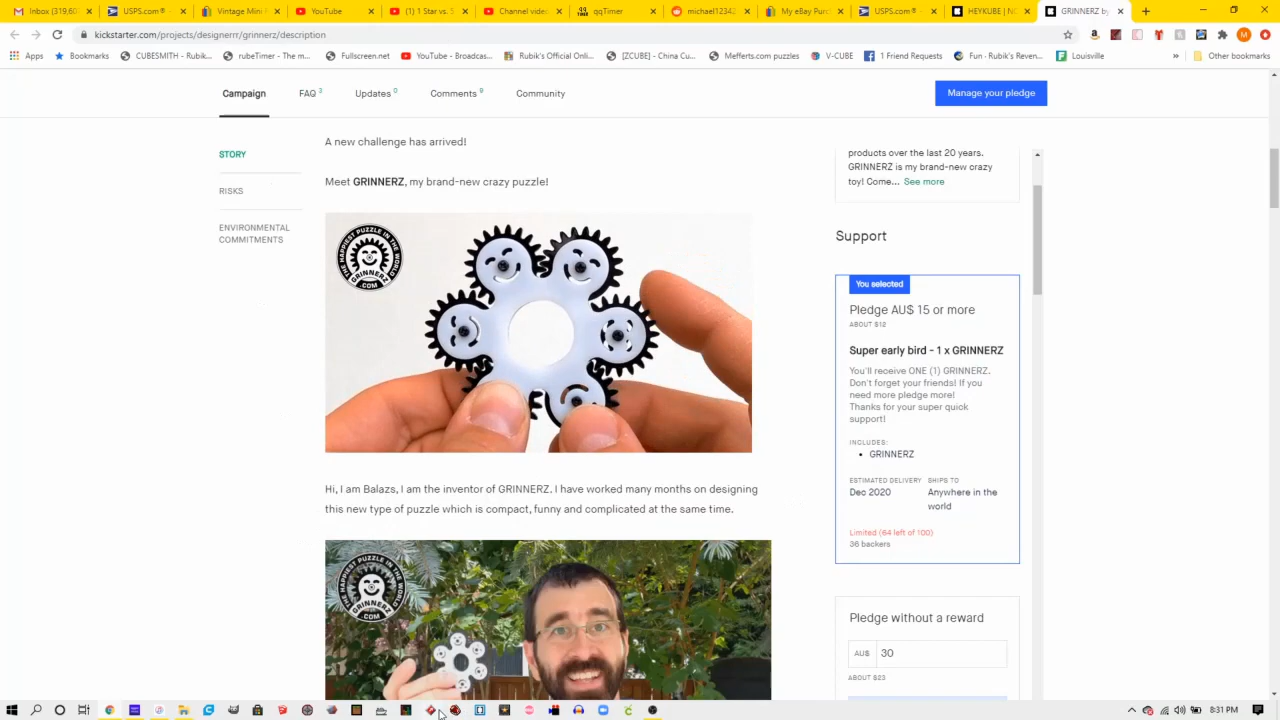 Inbox (319,60
USPS.com® -
Vintage Mini
YouTube
(1) 1 Star vs. S
Channel video
qqTimer
michael12342
My eBay Purc
USPS.com® -
HEYKUBE | NO
GRINNERZ by
kickstarter.com/projects/designerrr/grinnerz/description
M
Apps
Bookmarks
CUBESMITH - Rubik...
rubeTimer - The m...
Fullscreen.net
YouTube - Broadcas...
Rubik's Official Onli...
[ZCUBE] - China Cu...
Mefferts.com puzzles
V-CUBE
1 Friend Requests
Fun - Rubik's Reven...
Louisville
Other bookmarks
Campaign
FAQ 3
Updates 0
Comments 9
Community
Manage your pledge
STORY
RISKS
ENVIRONMENTAL
COMMITMENTS
A new challenge has arrived!
Meet GRINNERZ, my brand-new crazy puzzle!
THE HAPPIEST PUZZLE IN THE WORLD
GRINNERZ
.COM
Hi, I am Balazs, I am the inventor of GRINNERZ. I have worked many months on designing
this new type of puzzle which is compact, funny and complicated at the same time.
THE HAPPIEST PUZZLE IN THE WORLD
GRINNERZ
.COM
products over the last 20 years.
GRINNERZ is my brand-new crazy
toy! Come... See more
Support
You selected
Pledge AU$ 15 or more
ABOUT $12
Super early bird - 1 x GRINNERZ
You'll receive ONE (1) GRINNERZ.
Don't forget your friends! If you
need more pledge more!
Thanks for your super quick
support!
INCLUDES:
• GRINNERZ
ESTIMATED DELIVERY SHIPS TO
Dec 2020 Anywhere in the
world
Limited (64 left of 100)
36 backers
Pledge without a reward
AU$ 30
ABOUT $23
8:31 PM